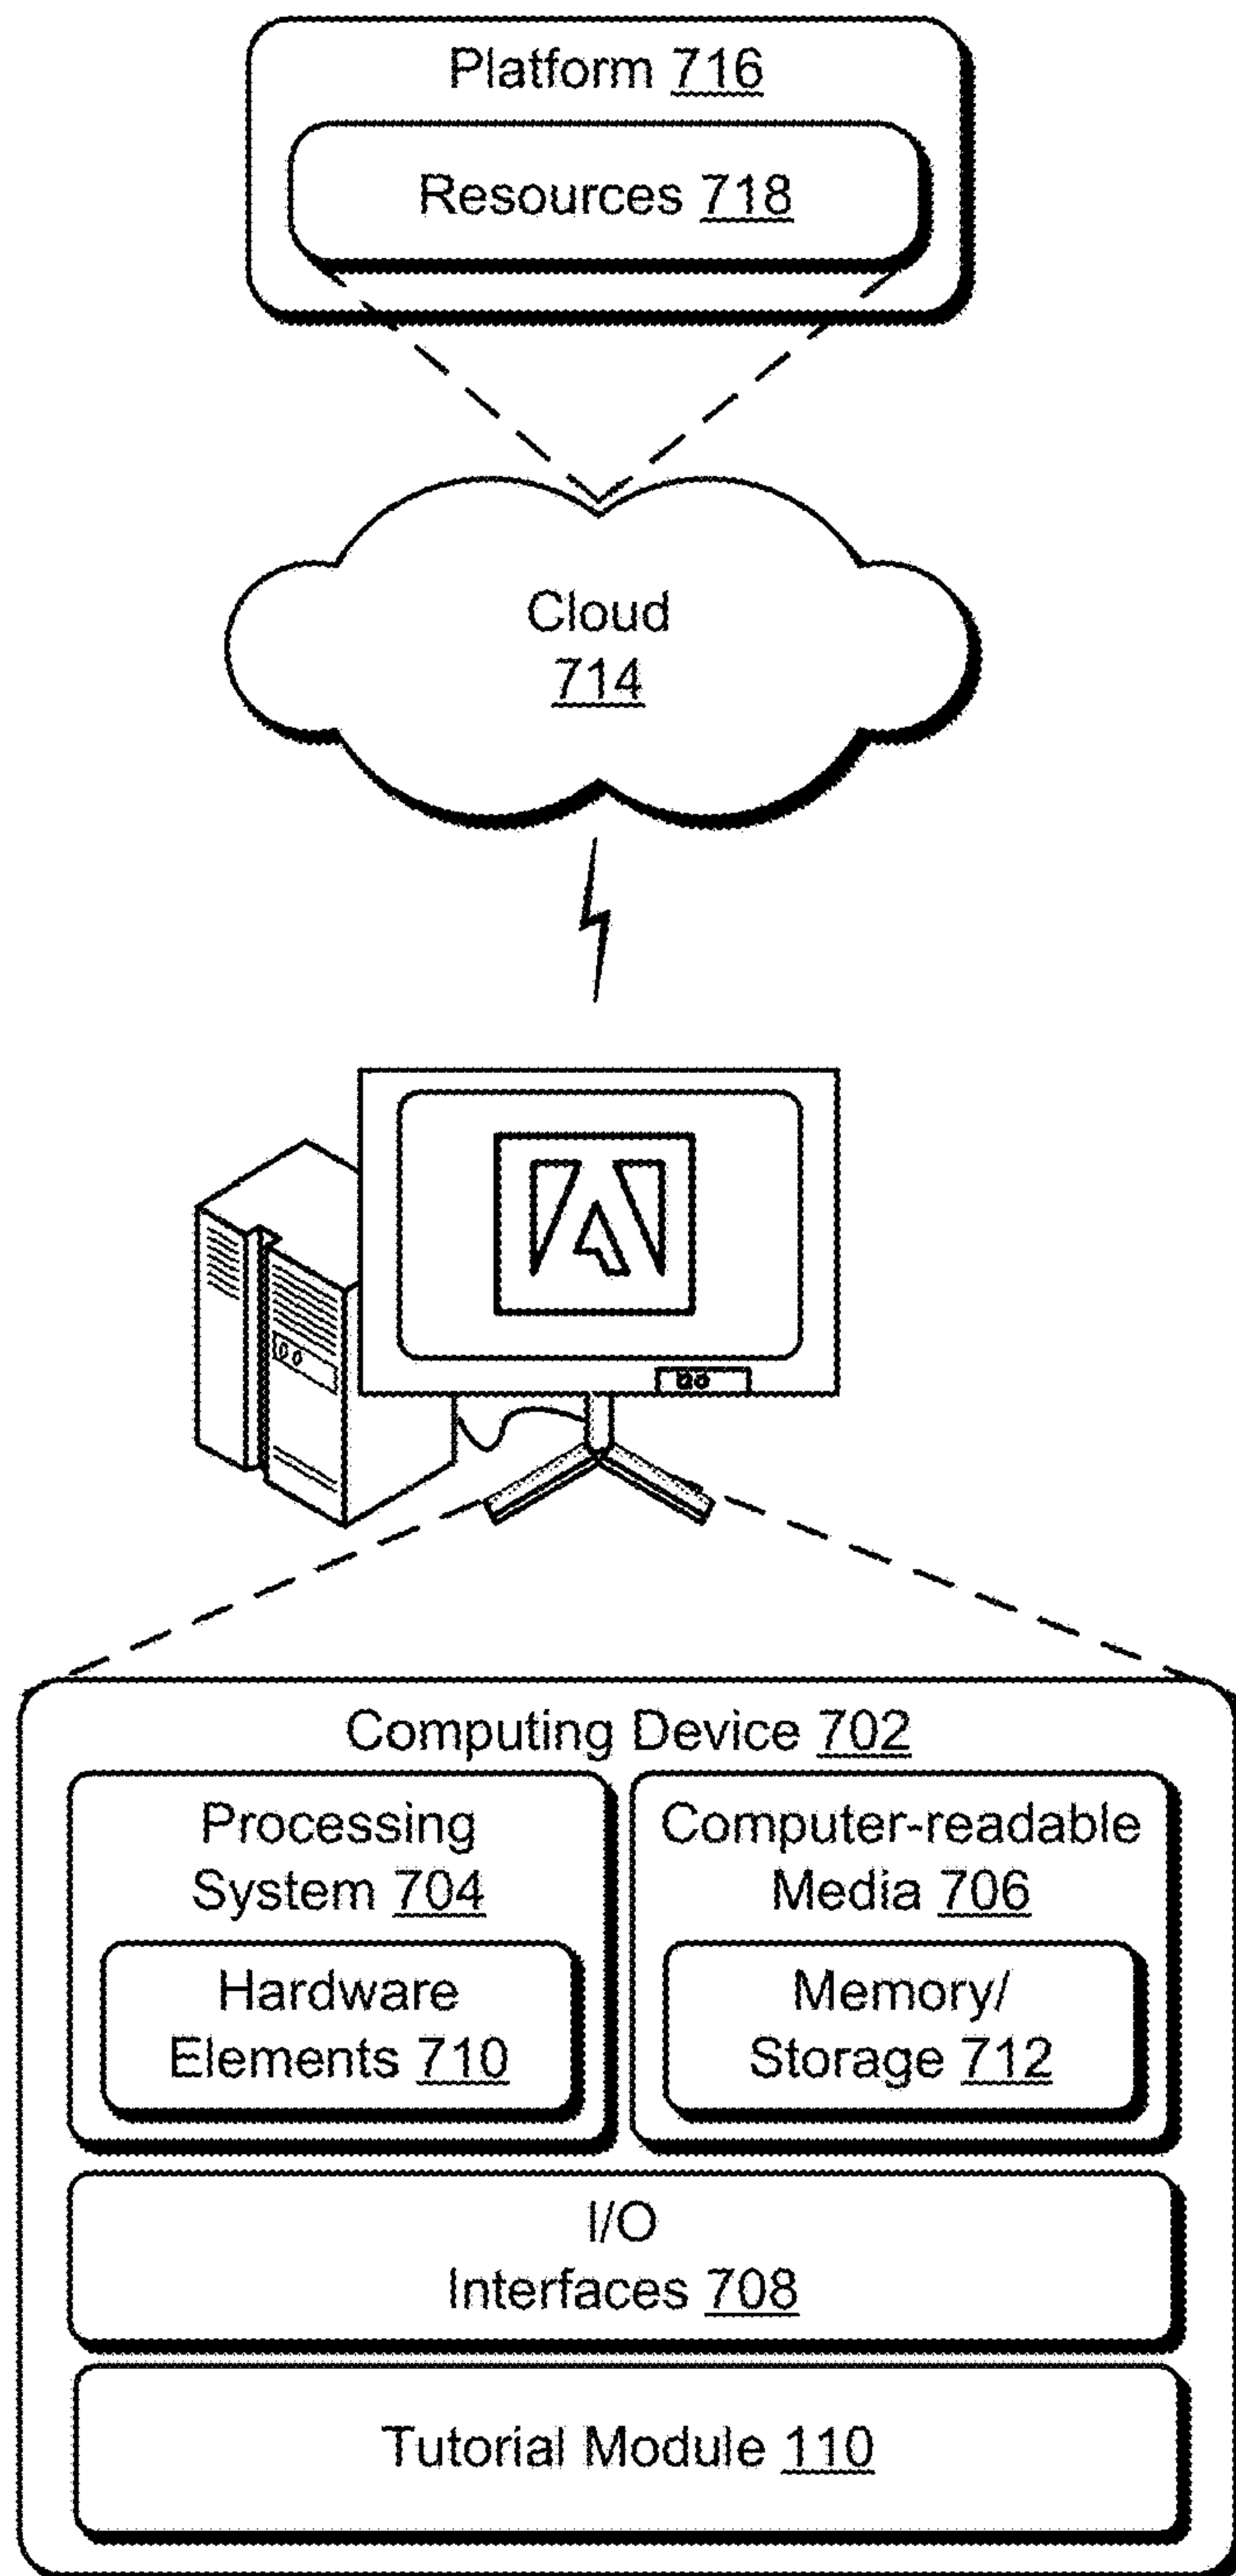 Platform 716
Resources 718
Cloud
714
Computing Device 702
Processing
System 704
Hardware
Elements 710
Computer-readable
Media 706
Memory/
Storage 712
I/O
Interfaces 708
Tutorial Module 110